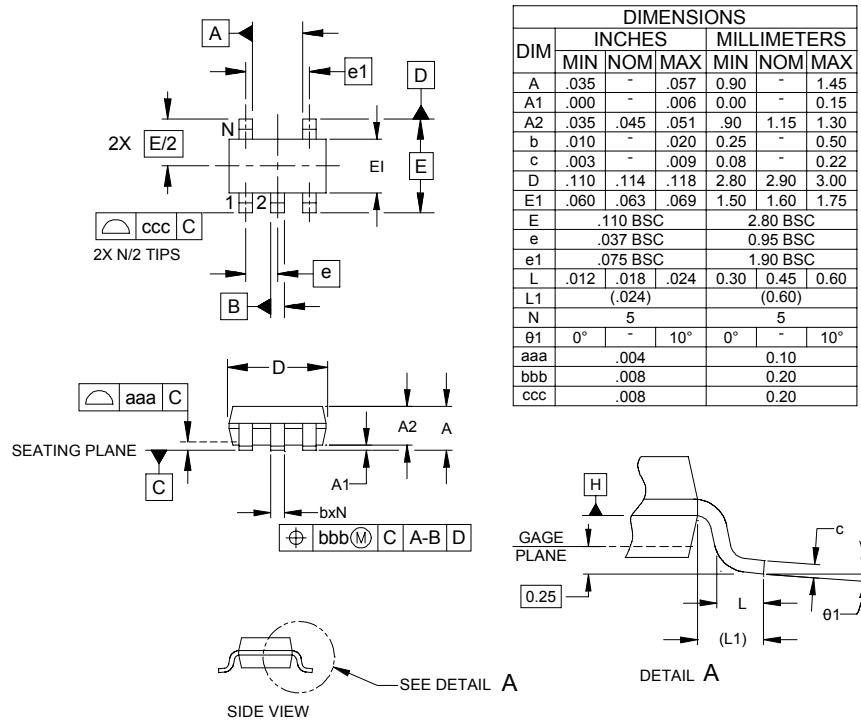 A
e1
D
N
2X E/2
EI
E
1 2
⌓ ccc C
2X N/2 TIPS
e
B
D
⌓ aaa C
A2 A
SEATING PLANE
A1
C
bxN
⌖ bbbⓂ C A-B D
SEE DETAIL A
SIDE VIEW
DIMENSIONS
DIM INCHES MILLIMETERS
MIN NOM MAX MIN NOM MAX
A .035 - .057 0.90 - 1.45
A1 .000 - .006 0.00 - 0.15
A2 .035 .045 .051 .90 1.15 1.30
b .010 - .020 0.25 - 0.50
c .003 - .009 0.08 - 0.22
D .110 .114 .118 2.80 2.90 3.00
E1 .060 .063 .069 1.50 1.60 1.75
E .110 BSC 2.80 BSC
e .037 BSC 0.95 BSC
e1 .075 BSC 1.90 BSC
L .012 .018 .024 0.30 0.45 0.60
L1 (.024) (0.60)
N 5 5
θ1 0° - 10° 0° - 10°
aaa .004 0.10
bbb .008 0.20
ccc .008 0.20
H
GAGE
PLANE
c
0.25
L
θ1
(L1)
DETAIL A